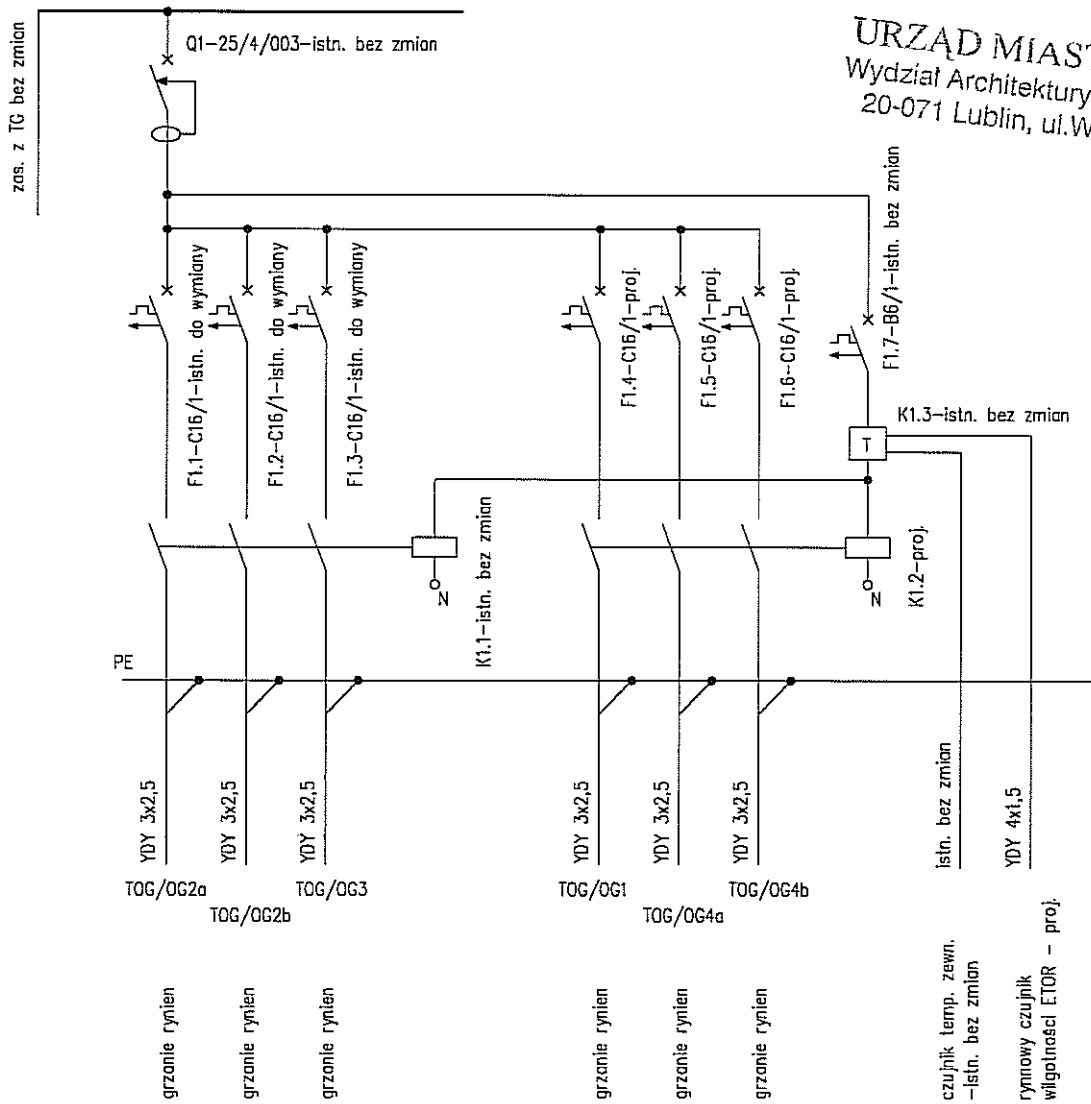 zas. z TG bez zmian
Q1-25/4/003-istn. bez zmian
URZĄD MIAST
Wydział Architektury
20-071 Lublin, ul.W
F1.1-C16/1-istn. do wymiany
F1.2-C16/1-istn. do wymiany
F1.3-C16/1-istn. do wymiany
F1.4-C16/1-proj.
F1.5-C16/1-proj.
F1.6-C16/1-proj.
F1.7-B6/1-istn. bez zmian
T
K1.3-istn. bez zmian
N
K1.1-istn. bez zmian
N
K1.2-proj.
PE
YDY 3x2,5
YDY 3x2,5
YDY 3x2,5
YDY 3x2,5
YDY 3x2,5
YDY 3x2,5
istn. bez zmian
YDY 4x1,5
TOG/OG2a
TOG/OG2b
TOG/OG3
TOG/OG1
TOG/OG4a
TOG/OG4b
grzanie rynien
grzanie rynien
grzanie rynien
grzanie rynien
grzanie rynien
grzanie rynien
czujnik temp. zewn.
-istn. bez zmian
rynnowy czujnik
wilgotności ETOR - proj.